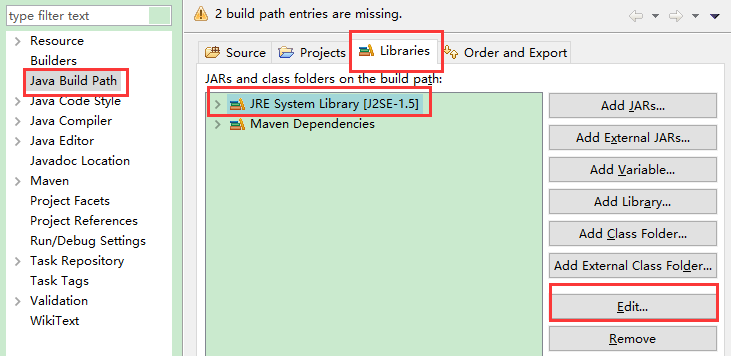 type filter text
Resource
Builders
Java Build Path
Java Code Style
Java Compiler
Java Editor
Javadoc Location
Maven
Project Facets
Project References
Run/Debug Settings
Task Repository
Task Tags
Validation
WikiText
2 build path entries are missing.
Source
Projects
Libraries
Order and Export
JARs and class folders on the build path:
JRE System Library [J2SE-1.5]
Maven Dependencies
Add JARs...
Add External JARs...
Add Variable...
Add Library...
Add Class Folder...
Add External Class Folder...
Edit...
Remove